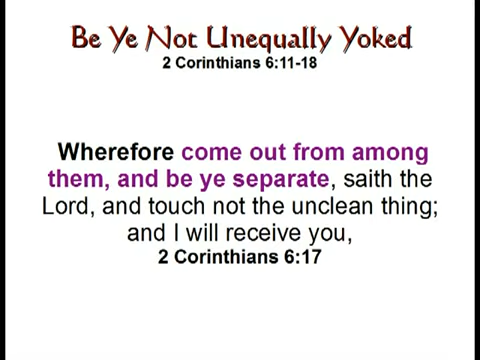 Be Ye Not Unequally Yoked
2 Corinthians 6:11-18
Wherefore come out from among
them, and be ye separate, saith the
Lord, and touch not the unclean thing;
and I will receive you,
2 Corinthians 6:17